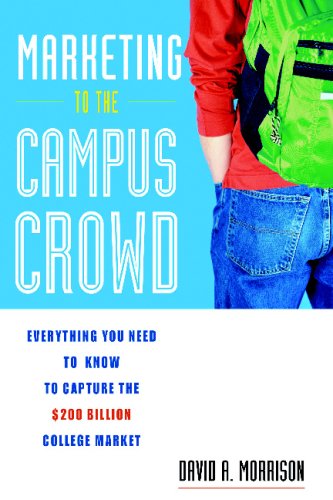 MARKETING
TO THE
CAMPUS
CROWD
EVERYTHING YOU NEED
TO KNOW
TO CAPTURE THE
$200 BILLION
COLLEGE MARKET
DAVID A. MORRISON